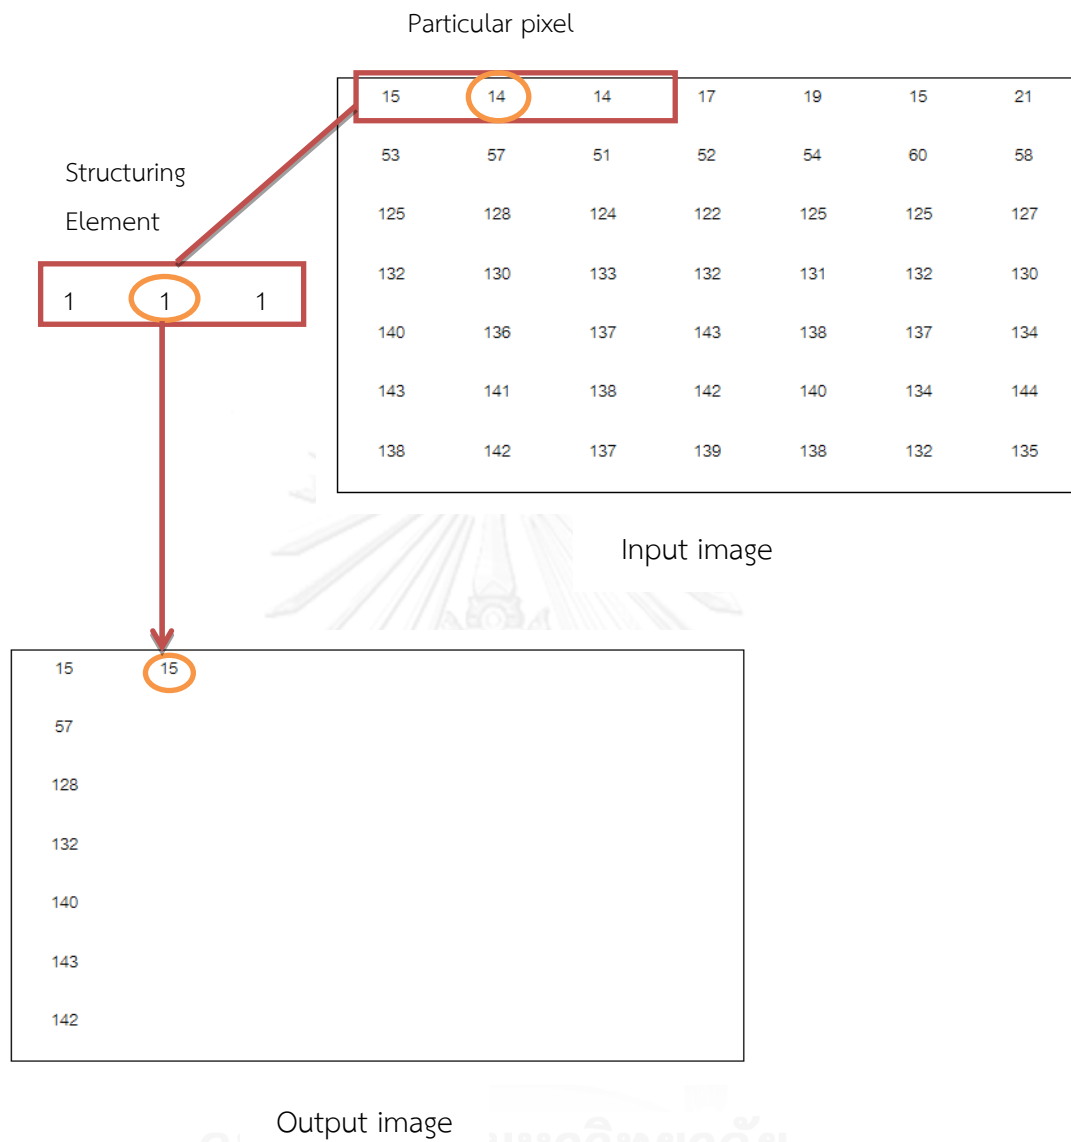 Particular pixel
15 14 14 17 19 15 21
53 57 51 52 54 60 58
Structuring
Element
125 128 124 122 125 125 127
132 130 133 132 131 132 130
1 1 1
140 136 137 143 138 137 134
143 141 138 142 140 134 144
138 142 137 139 138 132 135
Input image
15 15
57
128
132
140
143
142
Output image